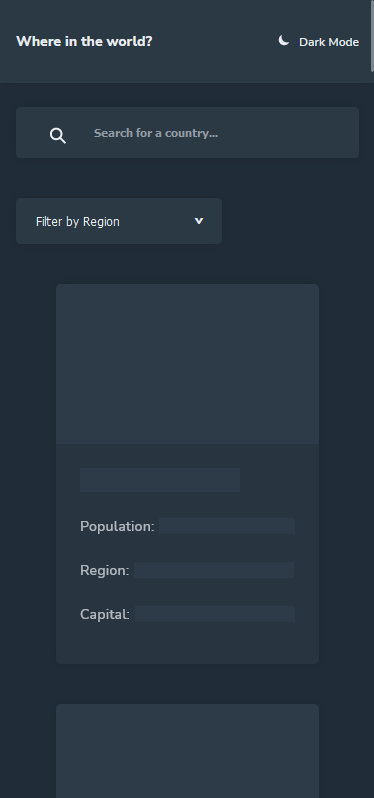 Where in the world?
Dark Mode
Search for a country...
Filter by Region
Population:
Region:
Capital: